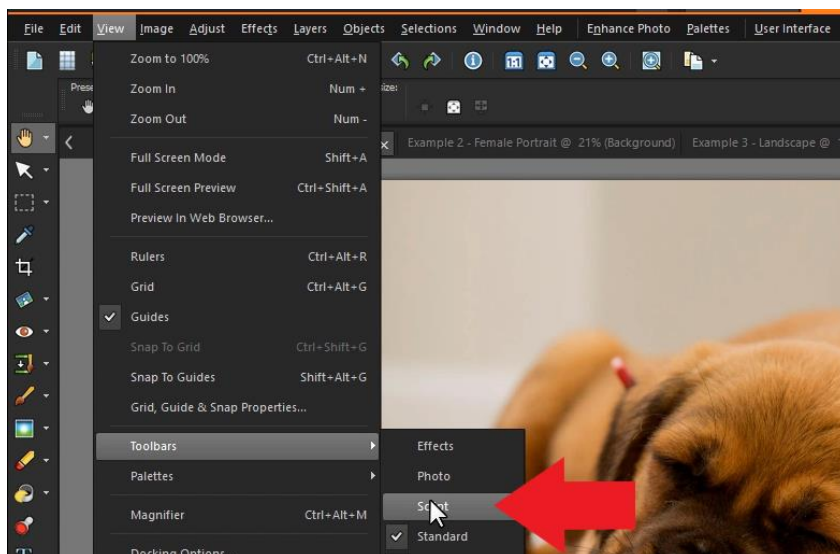 File Edit View Image Adjust Effects Layers Objects Selections Window Help Enhance Photo Palettes User Interface
Zoom to 100% Ctrl+Alt+N
Prese
ize:
Zoom In Num +
Zoom Out Num -
Example 2 - Female Portrait @ 21% (Background) Example 3 - Landscape @
Full Screen Mode Shift+A
Full Screen Preview Ctrl+Shift+A
Preview In Web Browser...
Rulers Ctrl+Alt+R
Grid Ctrl+Alt+G
Guides
Snap To Grid Ctrl+Shift+G
Snap To Guides Shift+Alt+G
Grid, Guide & Snap Properties...
Toolbars Effects
Palettes Photo
Script
Magnifier Ctrl+Alt+M
Standard
Docking Options